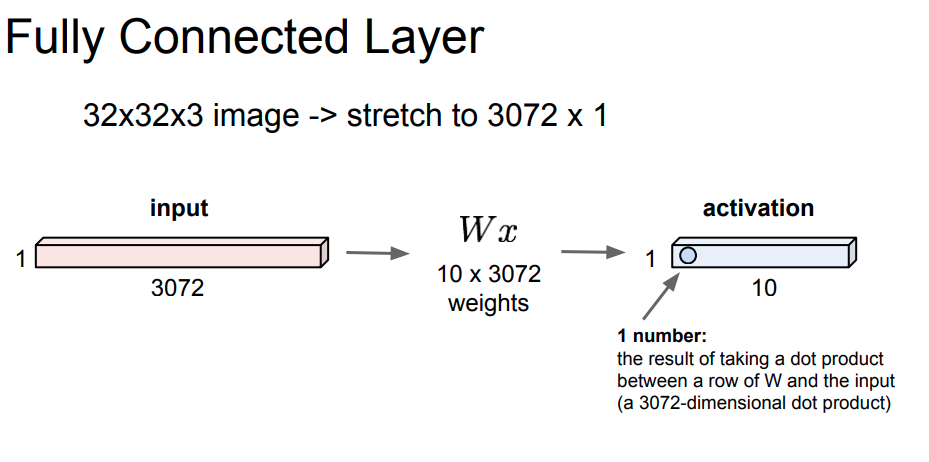 Fully Connected Layer
32x32x3 image -> stretch to 3072 x 1
input
1
3072
Wx
10 x 3072
weights
activation
1
10
1 number:
the result of taking a dot product
between a row of W and the input
(a 3072-dimensional dot product)